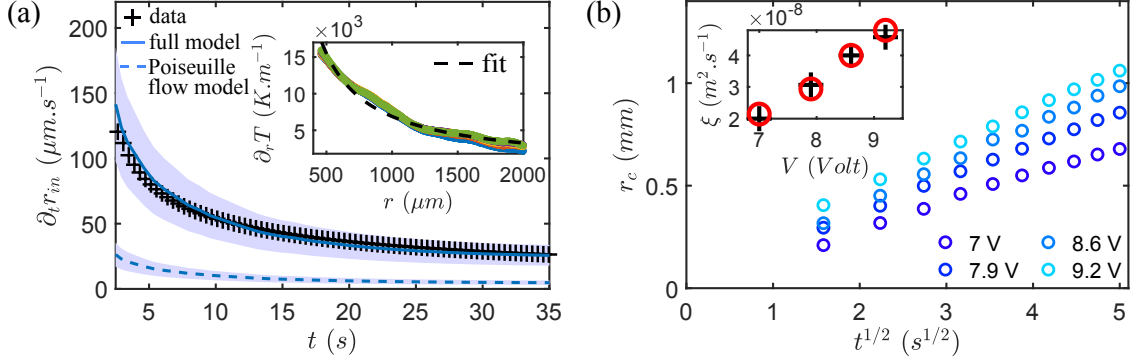 (a)
data
full model
Poiseuille
flow model
∂ₜrᵢₙ (μm.s⁻¹)
200
150
100
50
0
5 10 15 20 25 30 35
t (s)
×10³
∂ᵣT (K.m⁻¹)
15
10
5
500 1000 1500 2000
r (μm)
fit
(b)
r_c (mm)
1
0.5
0
0 1 2 3 4 5
t^{1/2} (s^{1/2})
×10⁻⁸
ξ (m².s⁻¹)
4
3
2
7 8 9
V (Volt)
7 V
7.9 V
8.6 V
9.2 V